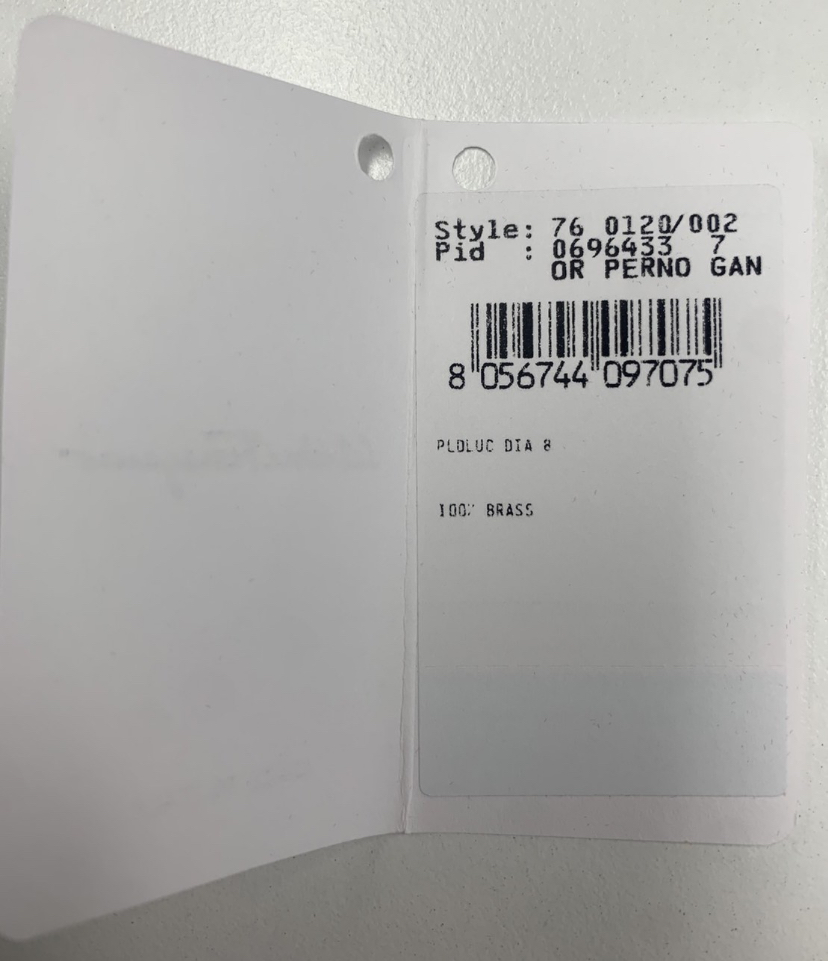 Style: 76 0120/002
Pid : 0696433 7
OR PERNO GAN
8 056744 097075
PLDLUC DIA 8
100% BRASS